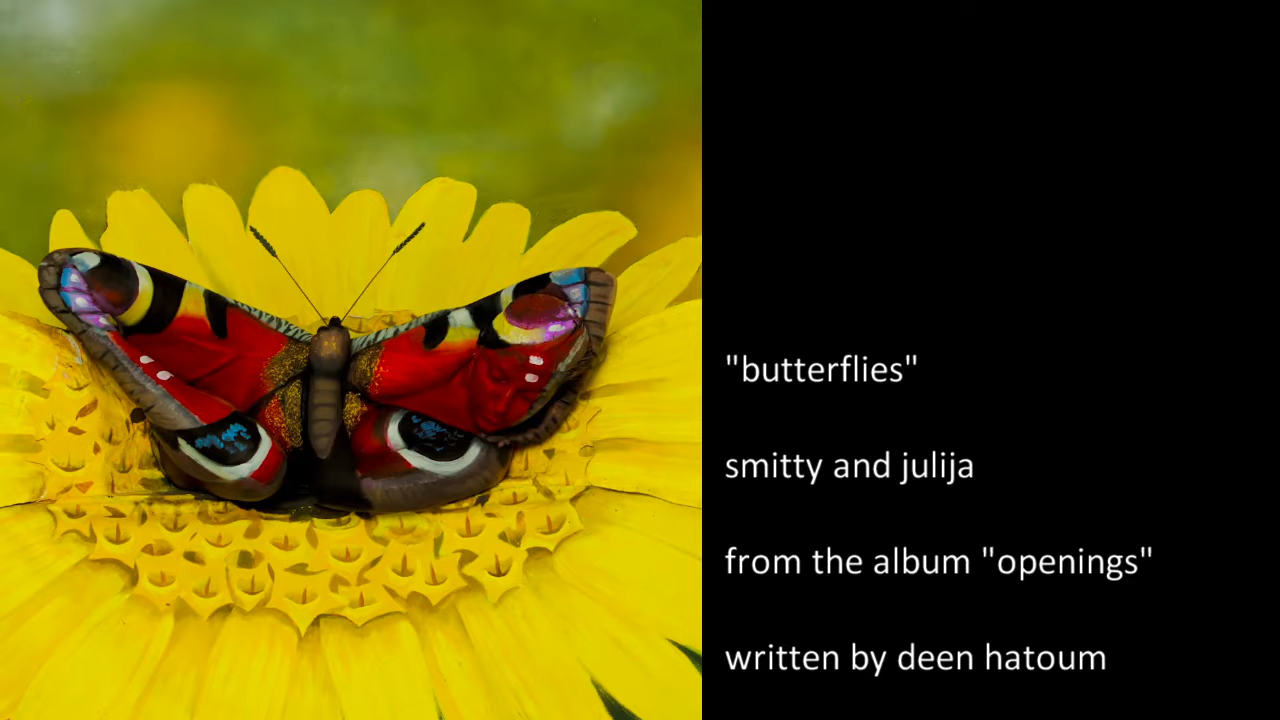 "butterflies"
smitty and julija
from the album "openings"
written by deen hatoum